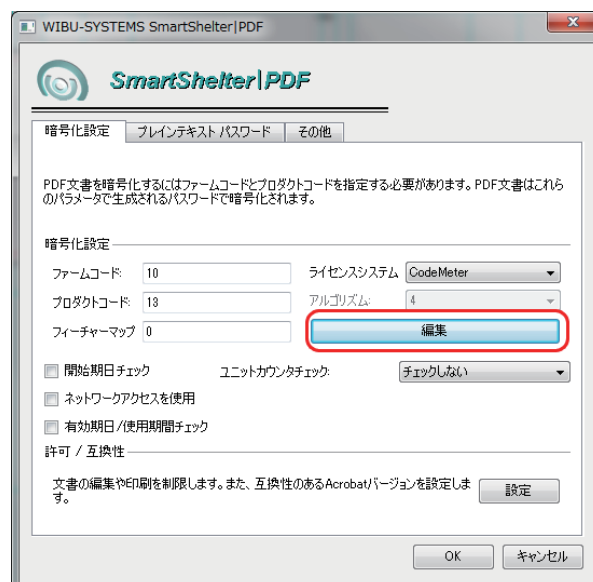 WIBU-SYSTEMS SmartShelter|PDF
SmartShelter|PDF
暗号化設定 プレインテキスト パスワード その他
PDF文書を暗号化するにはファームコードとプロダクトコードを指定する必要があります。PDF文書はこれら
のパラメータで生成されるパスワードで暗号化されます。
暗号化設定
ファームコード: 10 ライセンスシステム CodeMeter
プロダクトコード: 13 アルゴリズム: 4
フィーチャーマップ 0 編集
開始期日チェック ユニットカウンタチェック: チェックしない
ネットワークアクセスを使用
有効期日/使用期間チェック
許可 / 互換性
文書の編集や印刷を制限します。また、互換性のあるAcrobatバージョンを設定しま
す。 設定
OK キャンセル